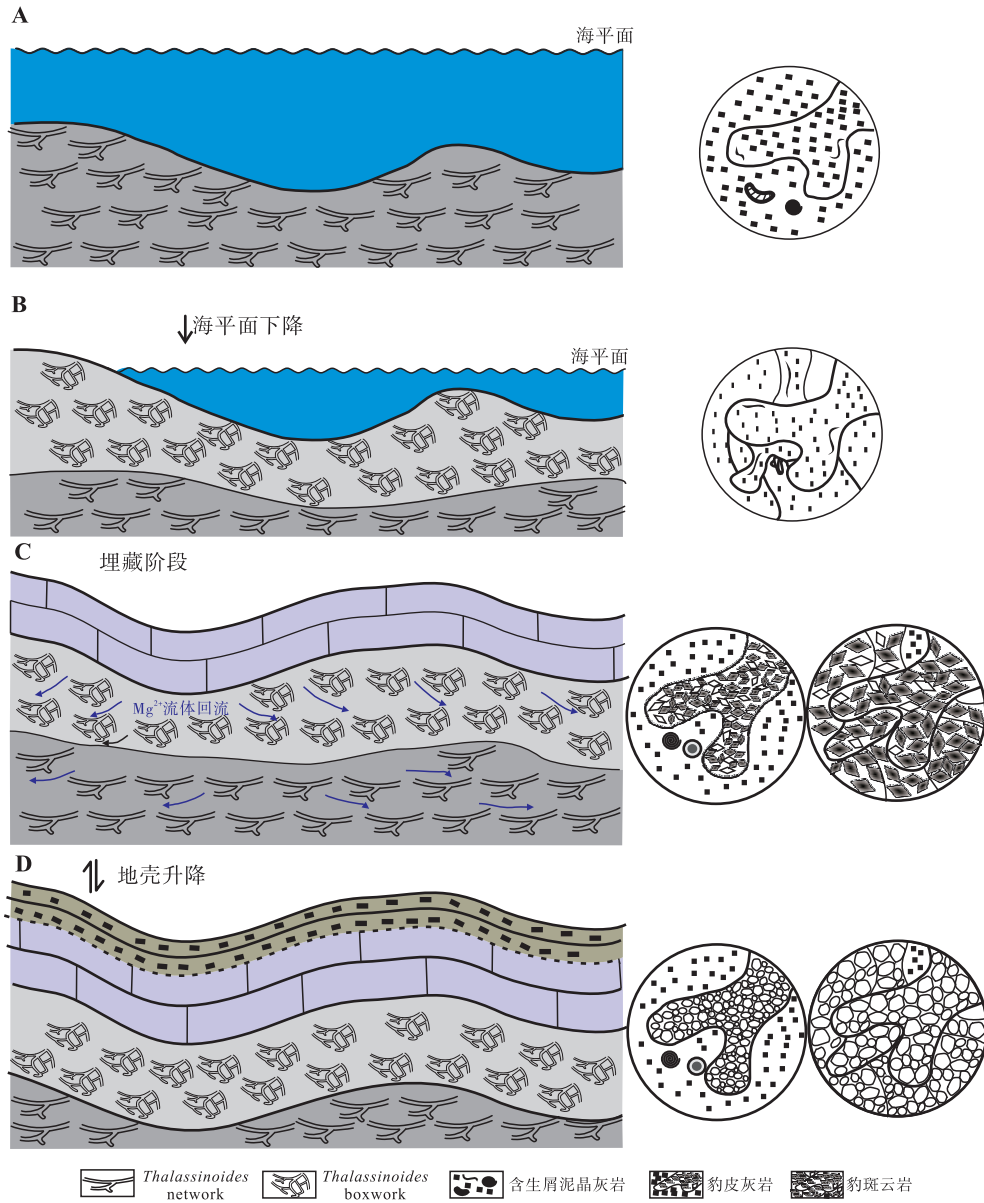 A
海平面
B
海平面下降
海平面
C
埋藏阶段
Mg²⁺流体回流
D
地壳升降
Thalassinoides
network
Thalassinoides
boxwork
含生屑泥晶灰岩
豹皮灰岩
豹斑云岩